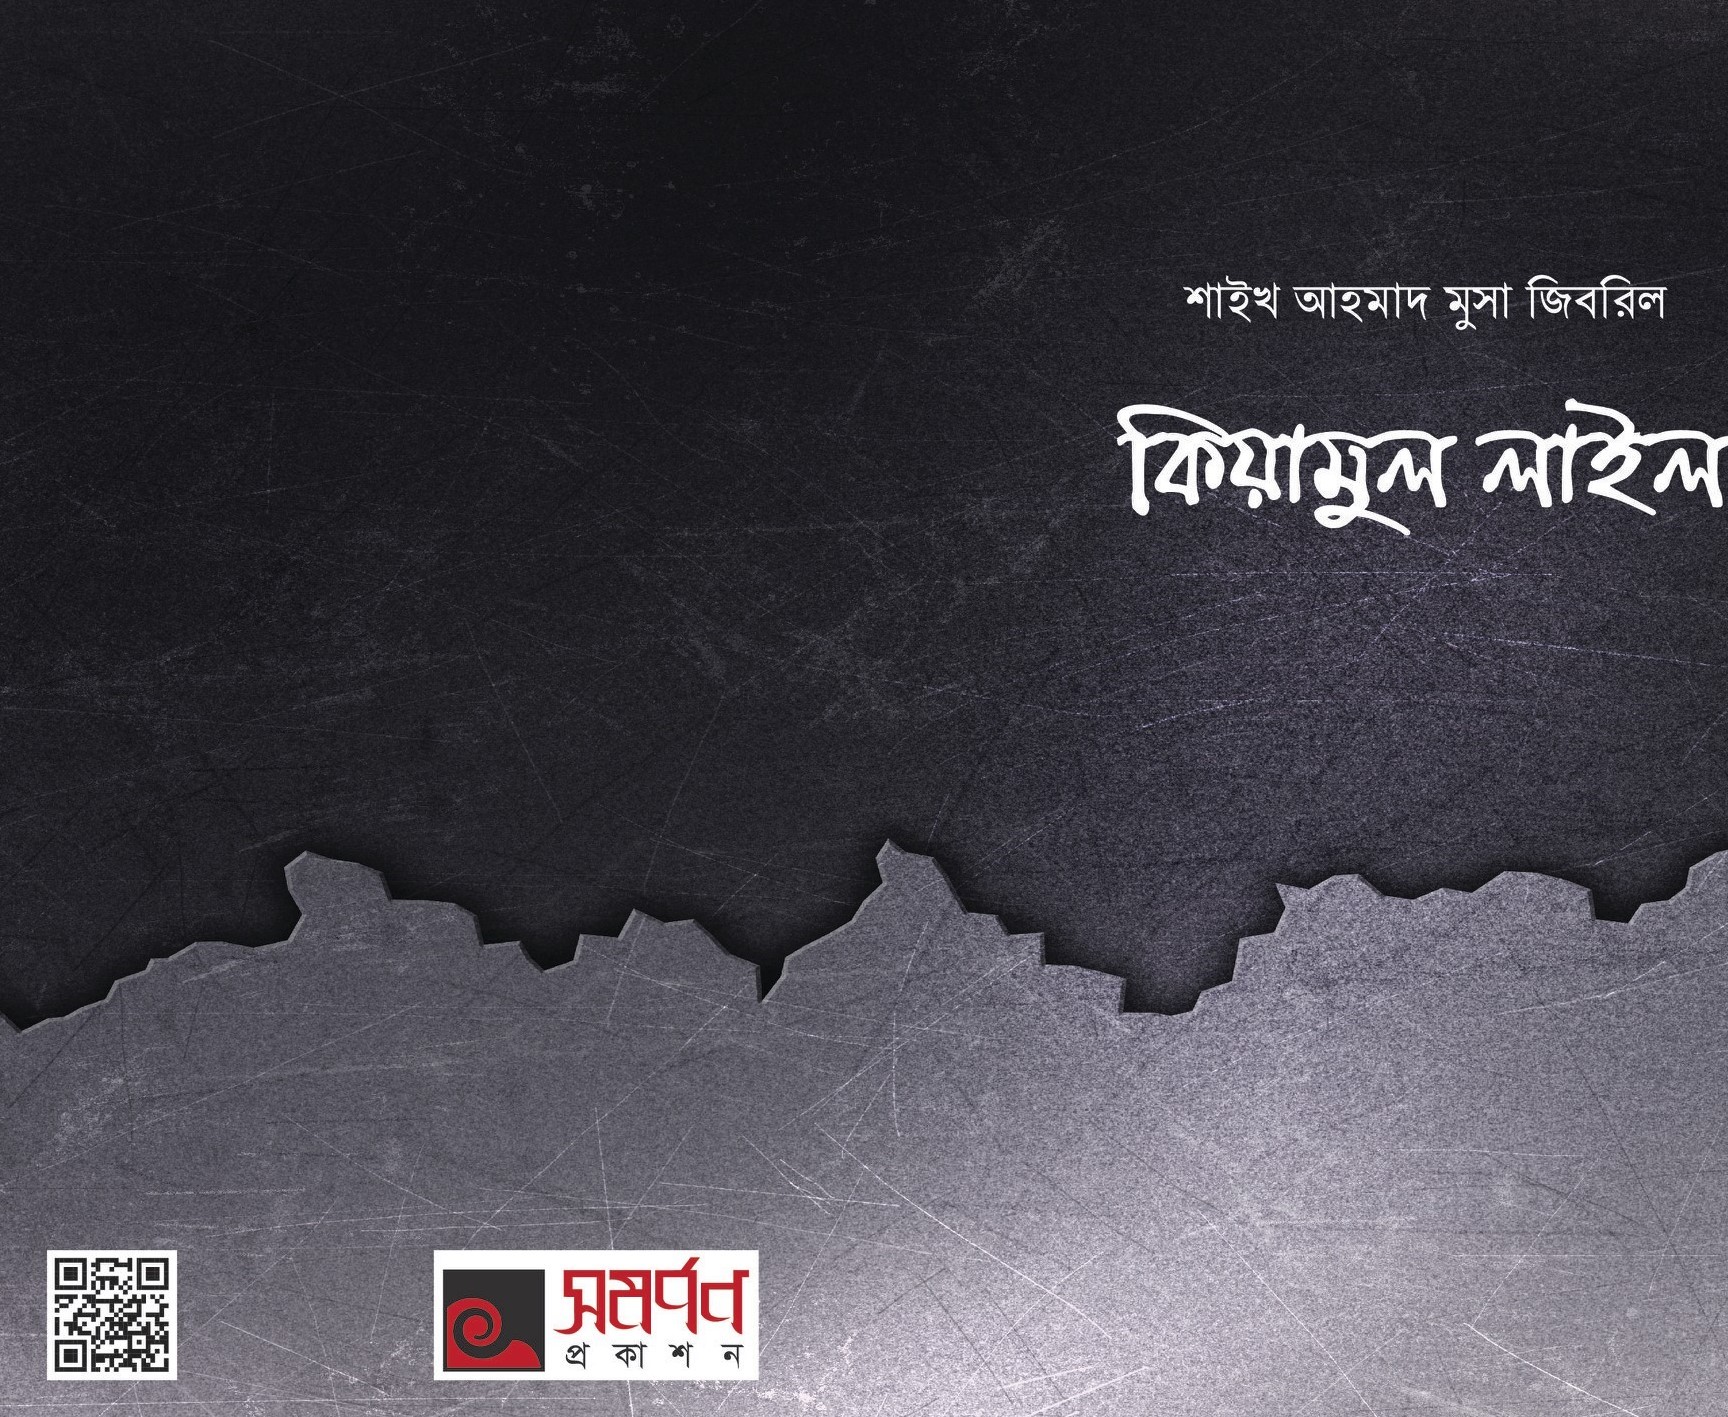 শাইখ আহমাদ মুসা জিবরিল
কিয়ামুল লাইল
সমর্পণ
প্রকাশন